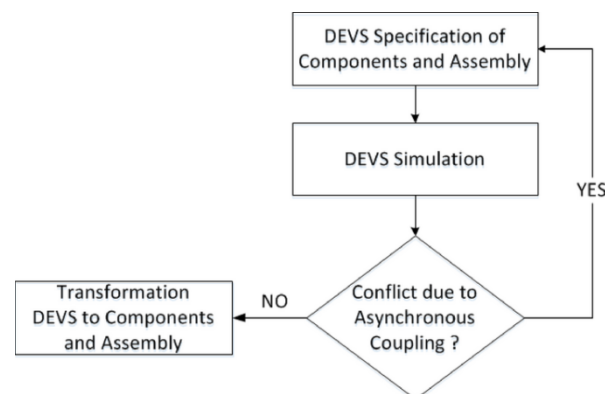 DEVS Specification of
Components and Assembly
DEVS Simulation
YES
Conflict due to
Asynchronous
Coupling ?
NO
Transformation
DEVS to Components
and Assembly